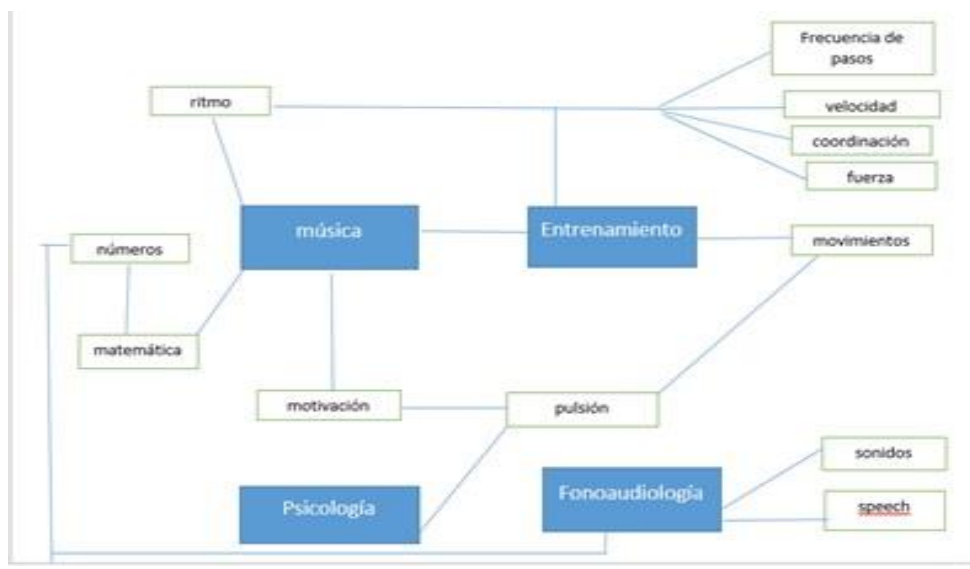 Frecuencia de
pasos
ritmo
velocidad
coordinación
fuerza
música
Entrenamiento
números
movimientos
matemática
motivación
pulsión
sonidos
Psicología
Fonoaudiología
speech